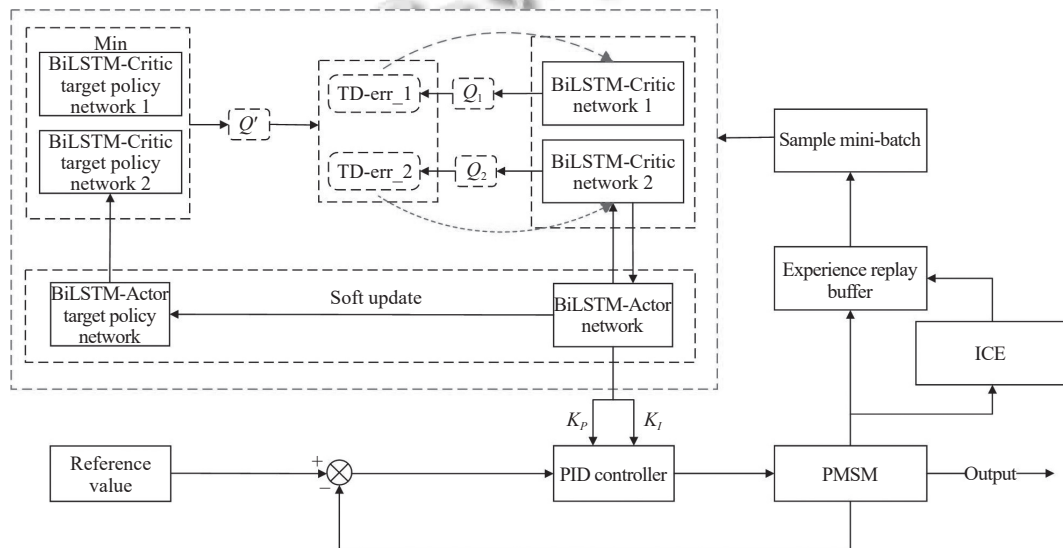 Min
BiLSTM-Critic
target policy
network 1
BiLSTM-Critic
target policy
network 2
Q′
TD-err_1
TD-err_2
Q₁
Q₂
BiLSTM-Critic
network 1
BiLSTM-Critic
network 2
Sample mini-batch
Experience replay
buffer
ICE
BiLSTM-Actor
target policy
network
Soft update
BiLSTM-Actor
network
K_P
K_I
Reference
value
+
−
PID controller
PMSM
Output